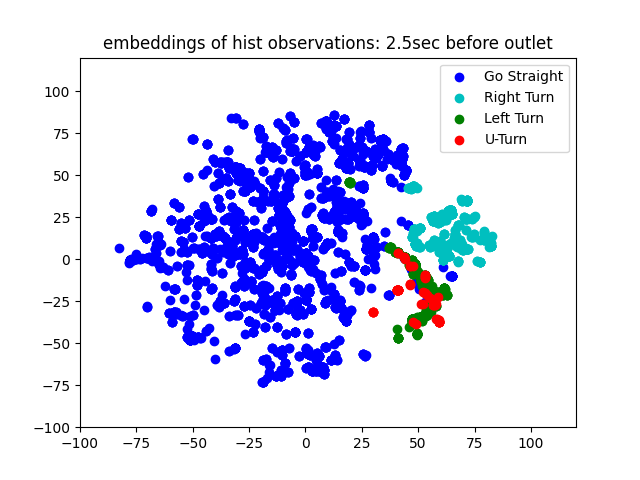 embeddings of hist observations: 2.5sec before outlet
Go Straight
Right Turn
Left Turn
U-Turn
100
75
50
25
0
−25
−50
−75
−100
−100 −75 −50 −25 0 25 50 75 100